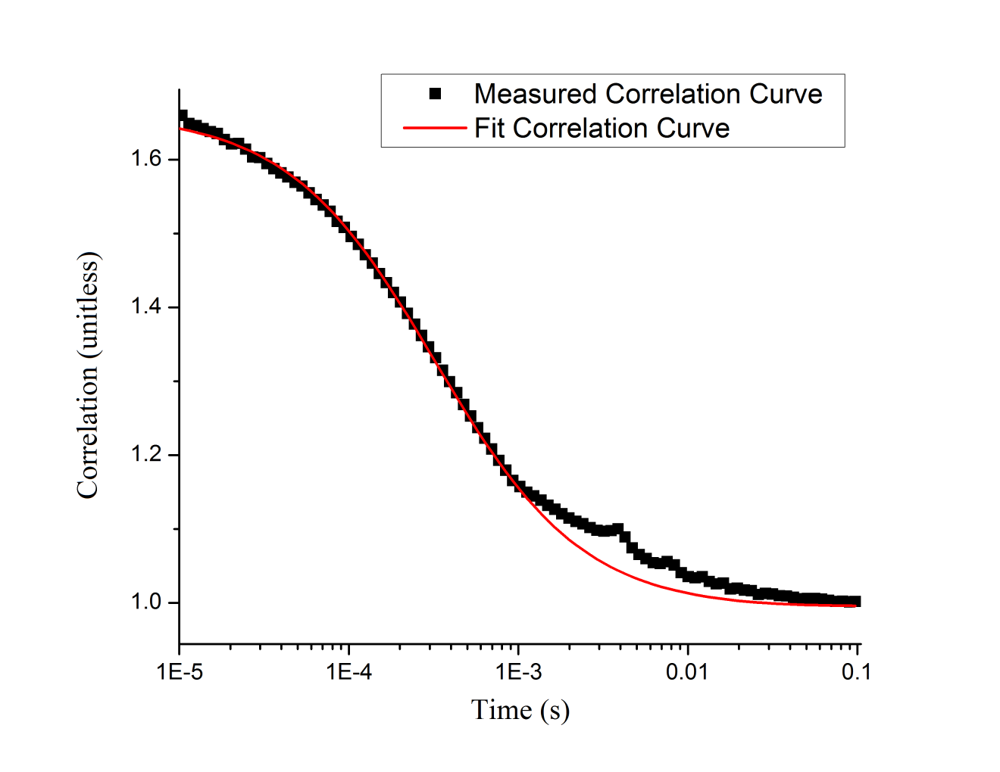 Measured Correlation Curve
Fit Correlation Curve
1.6
1.4
1.2
1.0
Correlation (unitless)
1E-5 1E-4 1E-3 0.01 0.1
Time (s)